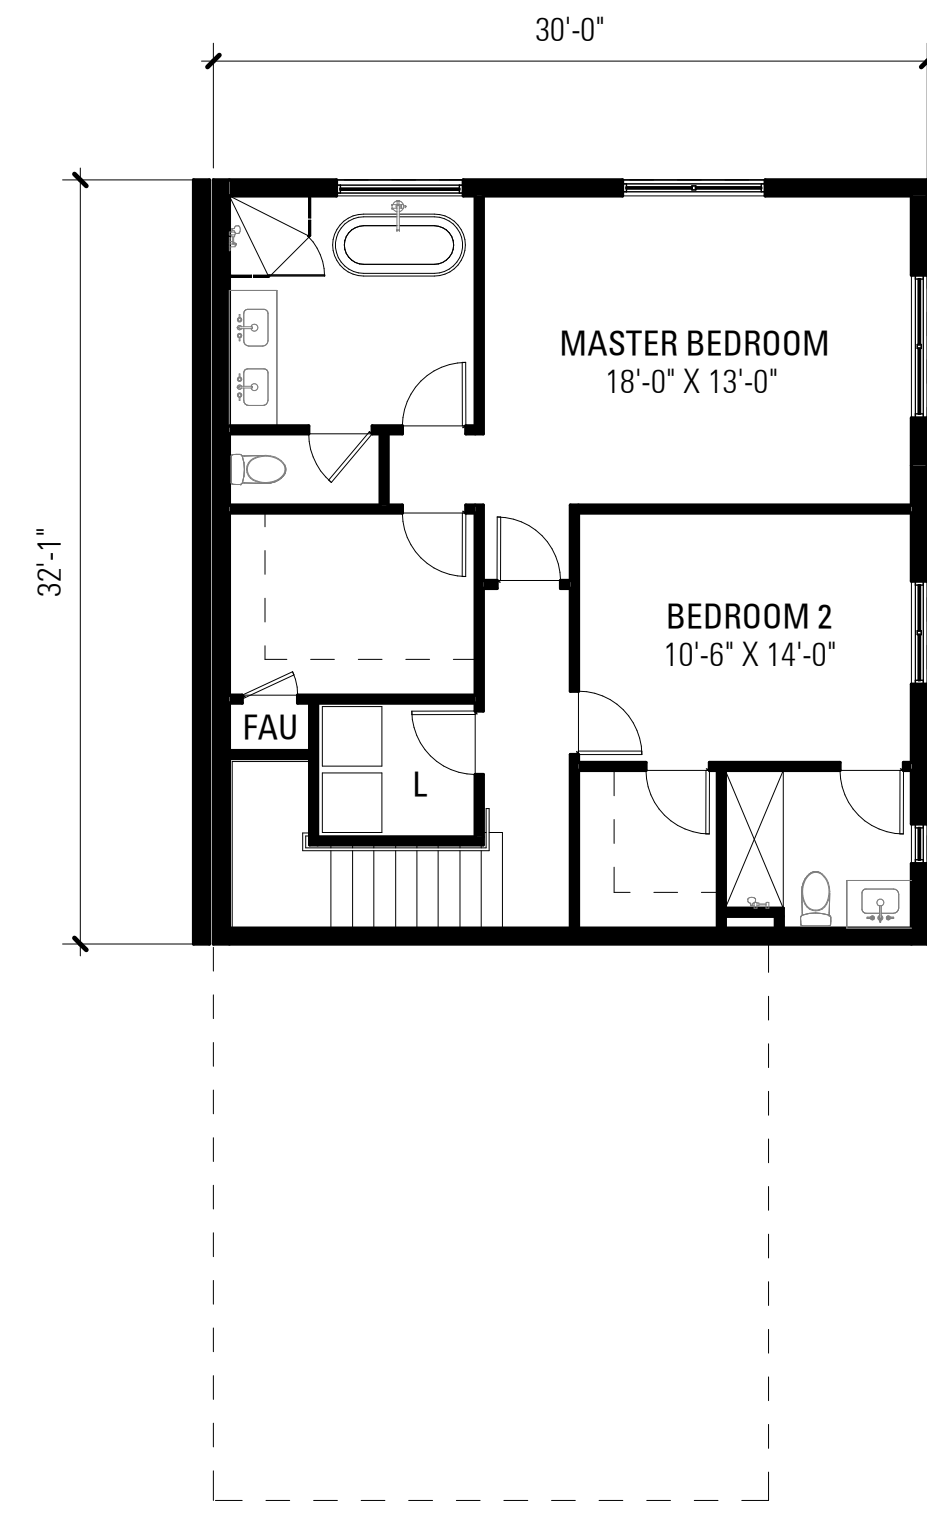 30'-0"
MASTER BEDROOM
18'-0" X 13'-0"
32'-1"
BEDROOM 2
10'-6" X 14'-0"
FAU
L